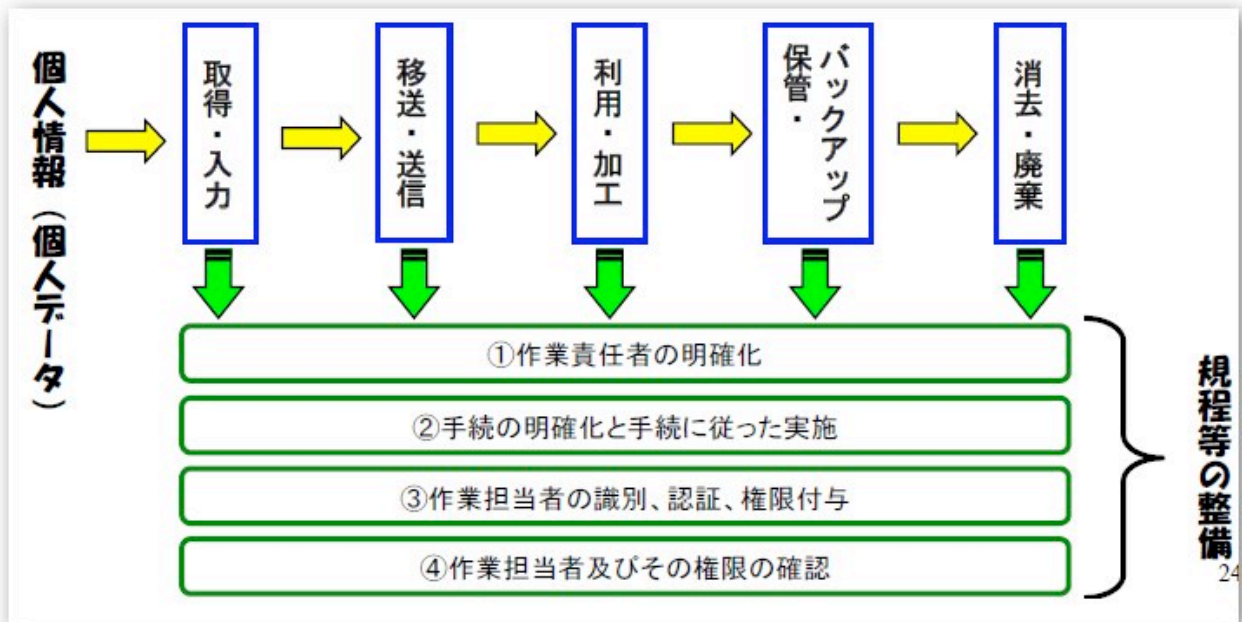 個人情報（個人データ）
取得・入力
移送・送信
利用・加工
保管・
バックアップ
消去・廃棄
①作業責任者の明確化
②手続の明確化と手続に従った実施
③作業担当者の識別、認証、権限付与
④作業担当者及びその権限の確認
規程等の整備
24